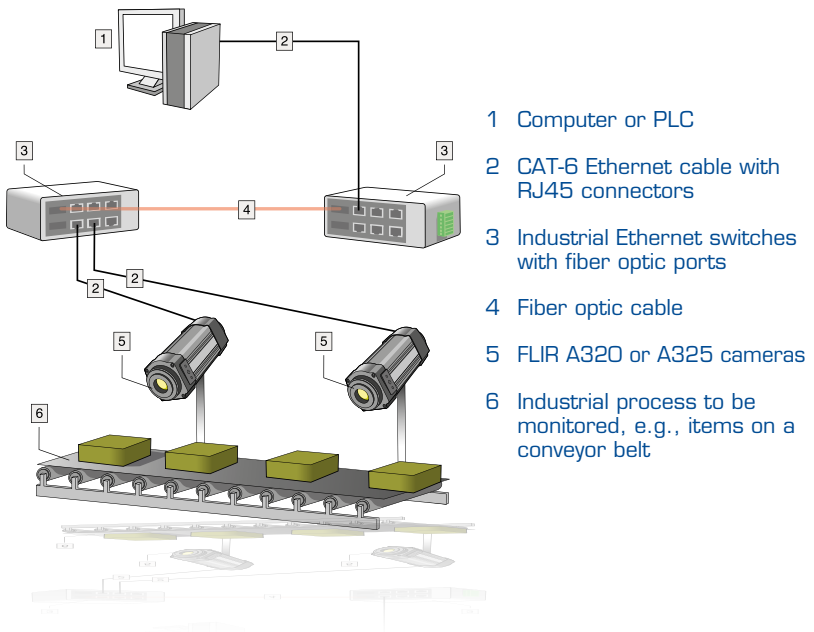 1
2
3
3
4
2
2
5
5
6
1 Computer or PLC
2 CAT-6 Ethernet cable with
RJ45 connectors
3 Industrial Ethernet switches
with fiber optic ports
4 Fiber optic cable
5 FLIR A320 or A325 cameras
6 Industrial process to be
monitored, e.g., items on a
conveyor belt